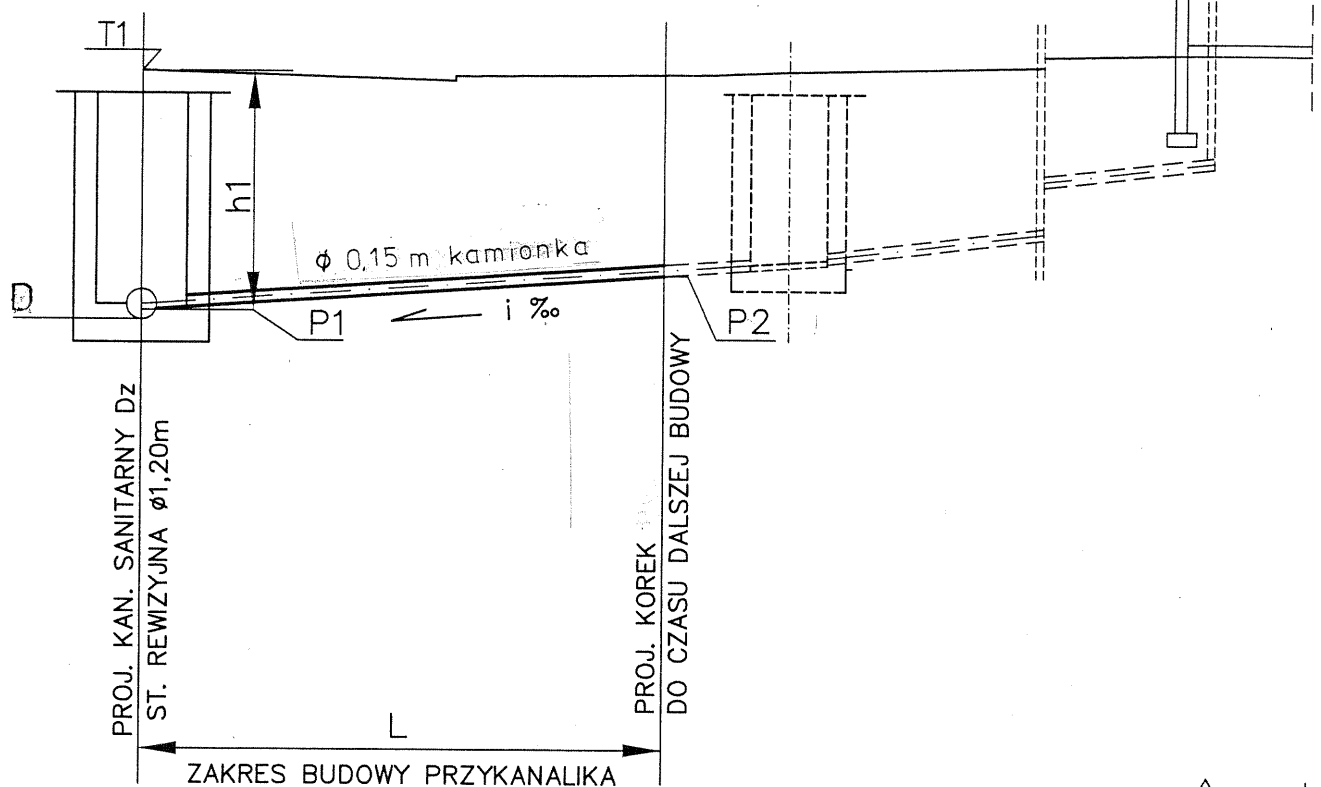 T1
h1
φ 0,15 m kamionka
D
P1
i ‰
P2
PROJ. KAN. SANITARNY Dz
ST. REWIZYJNA ø1,20m
PROJ. KOREK
DO CZASU DALSZEJ BUDOWY
L
ZAKRES BUDOWY PRZYKANALIKA